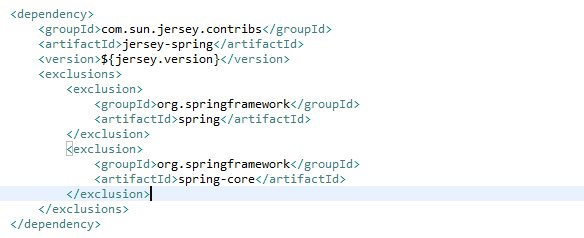 <dependency>
<groupId>com.sun.jersey.contribs</groupId>
<artifactId>jersey-spring</artifactId>
<version>${jersey.version}</version>
<exclusions>
<exclusion>
<groupId>org.springframework</groupId>
<artifactId>spring</artifactId>
</exclusion>
<exclusion>
<groupId>org.springframework</groupId>
<artifactId>spring-core</artifactId>
</exclusion>
</exclusions>
</dependency>